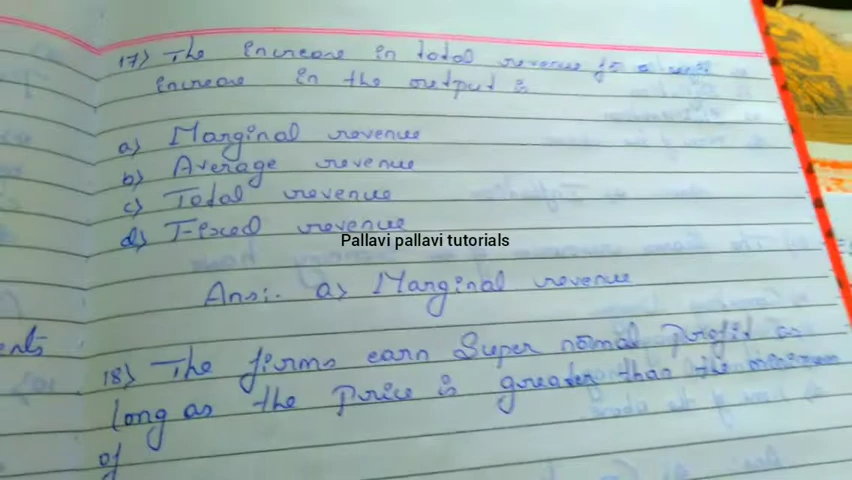 17) The increase in total revenue for a unit
increase in the output is
a) Marginal revenue
b) Average revenue
c) Total revenue
d) Fixed revenue
Pallavi pallavi tutorials
Ans:- a) Marginal revenue
ents
18) The firms earn Super normal Profit as
long as the Price is greater than the
of